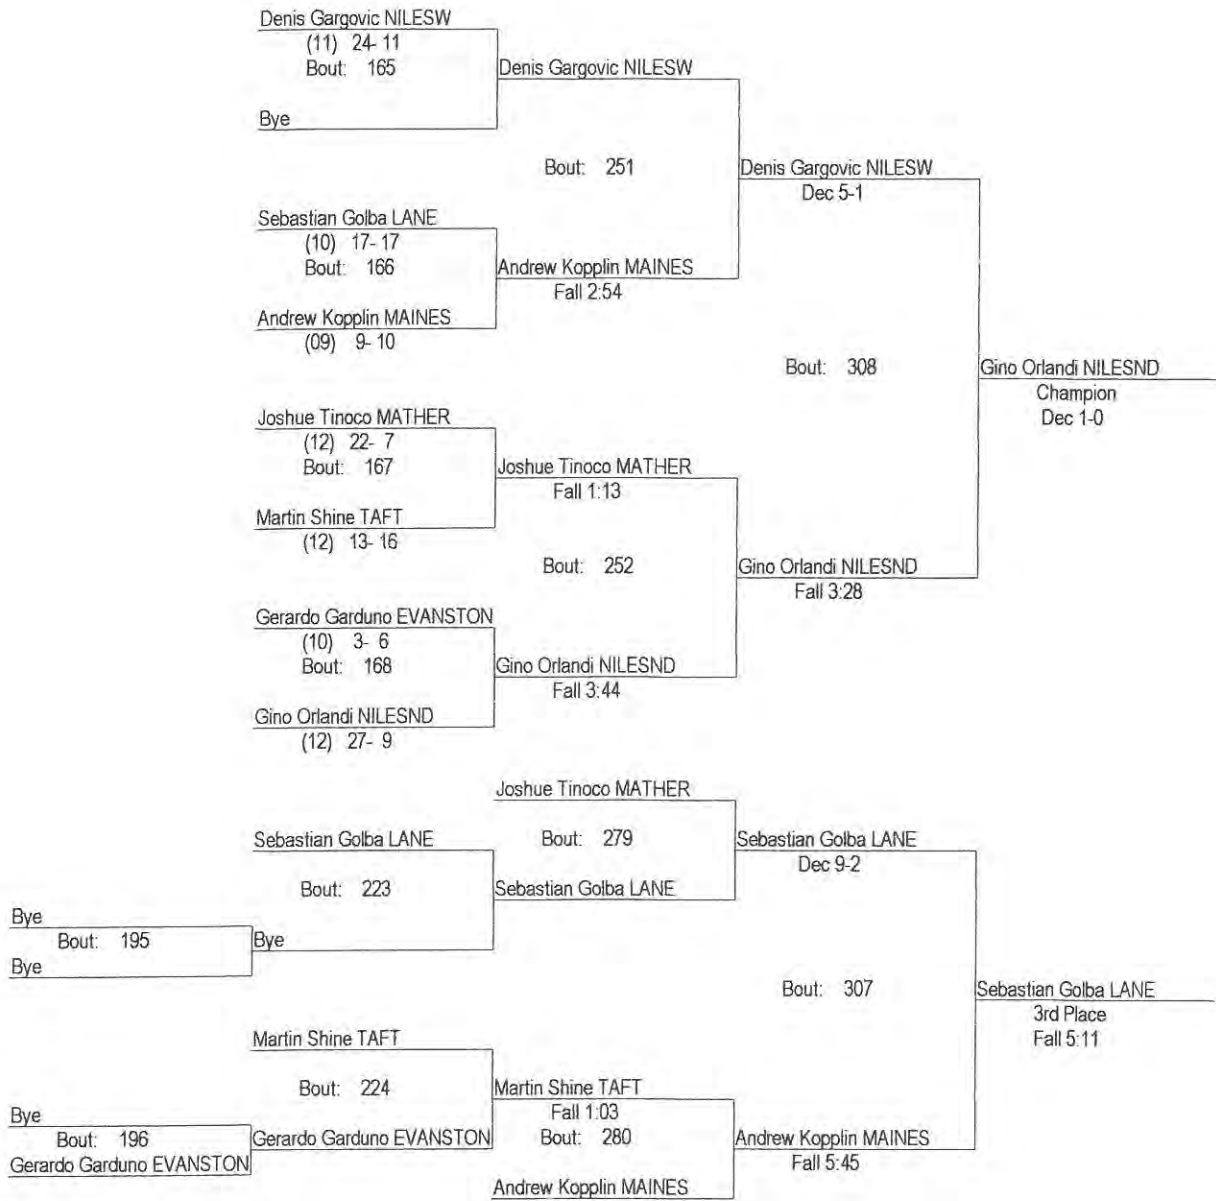 Denis Gargovic NILESW
(11) 24- 11
Bout: 165
Denis Gargovic NILESW
Bye
Bout: 251
Denis Gargovic NILESW
Dec 5-1
Sebastian Golba LANE
(10) 17- 17
Bout: 166
Andrew Kopplin MAINES
Fall 2:54
Andrew Kopplin MAINES
(09) 9- 10
Bout: 308
Gino Orlandi NILESND
Champion
Dec 1-0
Joshue Tinoco MATHER
(12) 22- 7
Bout: 167
Joshue Tinoco MATHER
Fall 1:13
Martin Shine TAFT
(12) 13- 16
Bout: 252
Gino Orlandi NILESND
Fall 3:28
Gerardo Garduno EVANSTON
(10) 3- 6
Bout: 168
Gino Orlandi NILESND
Fall 3:44
Gino Orlandi NILESND
(12) 27- 9
Joshue Tinoco MATHER
Sebastian Golba LANE
Bout: 279
Sebastian Golba LANE
Dec 9-2
Bout: 223
Sebastian Golba LANE
Bye
Bout: 195
Bye
Bye
Bout: 307
Sebastian Golba LANE
3rd Place
Fall 5:11
Martin Shine TAFT
Bout: 224
Martin Shine TAFT
Fall 1:03
Bye
Bout: 196
Gerardo Garduno EVANSTON
Bout: 280
Andrew Kopplin MAINES
Fall 5:45
Gerardo Garduno EVANSTON
Andrew Kopplin MAINES